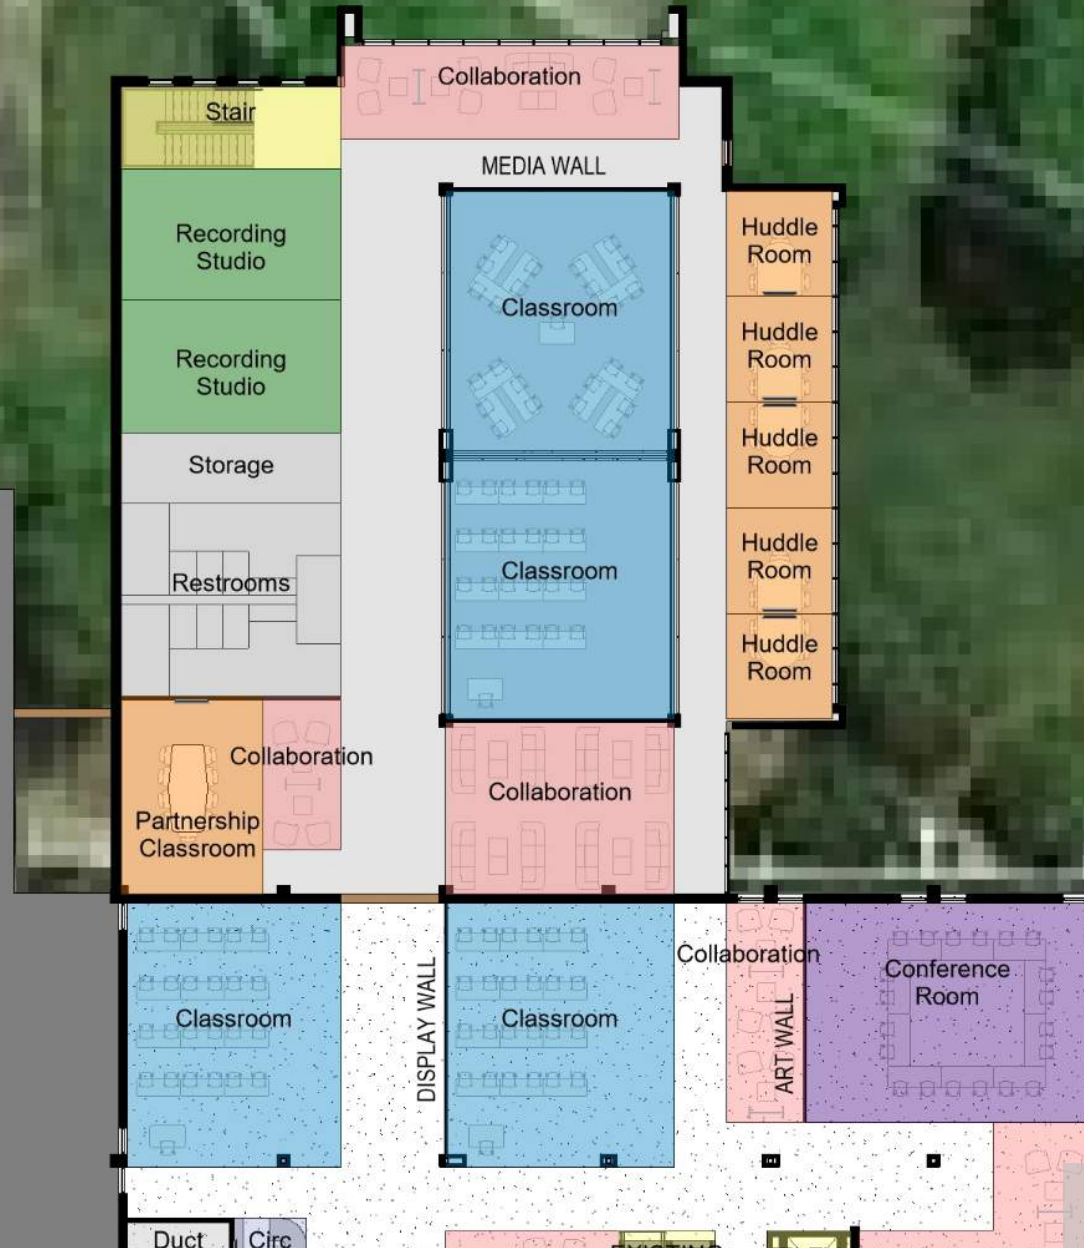 Collaboration
Stair
MEDIA WALL
Recording
Studio
Huddle
Room
Classroom
Huddle
Room
Recording
Studio
Huddle
Room
Storage
Huddle
Room
Classroom
Restrooms
Huddle
Room
Collaboration
Collaboration
Partnership
Classroom
Collaboration
Conference
Room
Classroom
DISPLAY WALL
Classroom
ART WALL
Duct
Circ
EXISTING